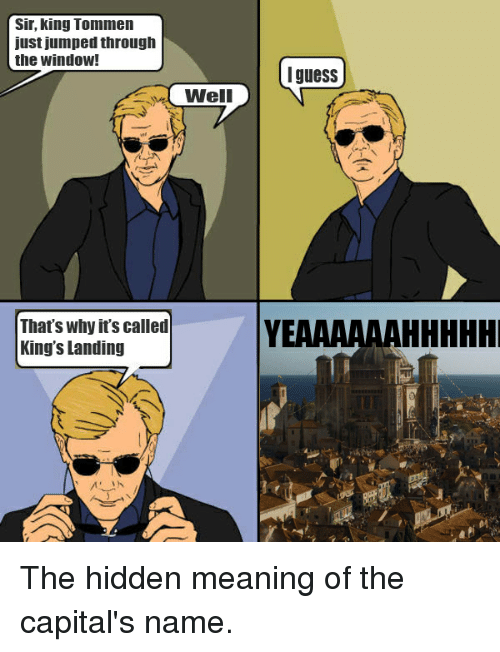 Sir, king Tommen
just jumped through
the window!
Well
I guess
That's why it's called
King's Landing
YEAAAAAAHHHHH
The hidden meaning of the
capital's name.